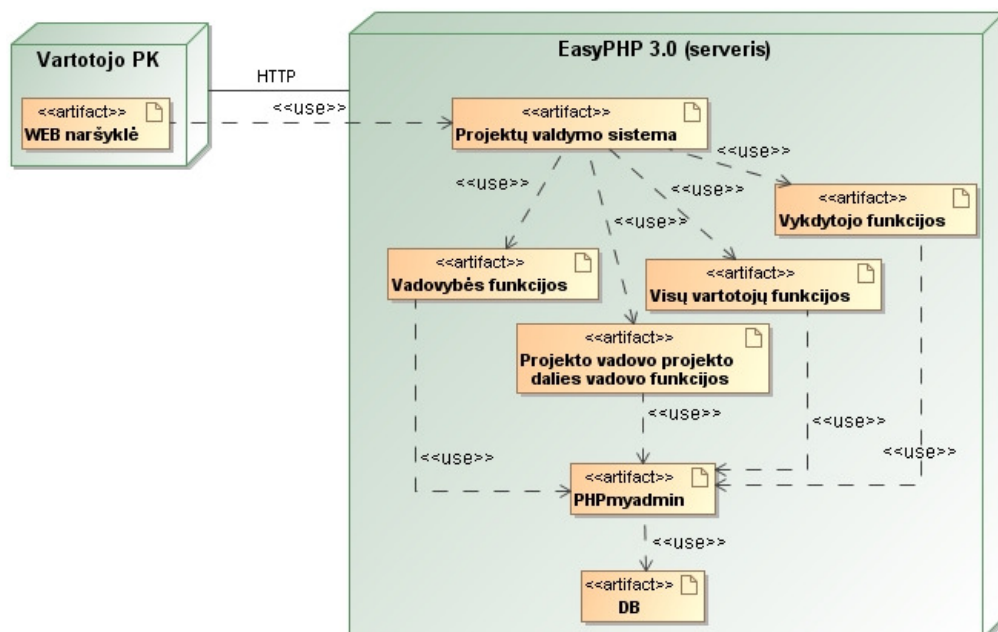 Vartotojo PK
<<artifact>>
WEB naršyklė
HTTP
<<use>>
EasyPHP 3.0 (serveris)
<<artifact>>
Projektų valdymo sistema
<<use>>
<<use>>
<<use>>
<<use>>
<<artifact>>
Vykdytojo funkcijos
<<artifact>>
Vadovybės funkcijos
<<artifact>>
Visų vartotojų funkcijos
<<artifact>>
Projekto vadovo projekto
dalies vadovo funkcijos
<<use>>
<<use>>
<<use>>
<<artifact>>
PHPmyadmin
<<use>>
<<artifact>>
DB